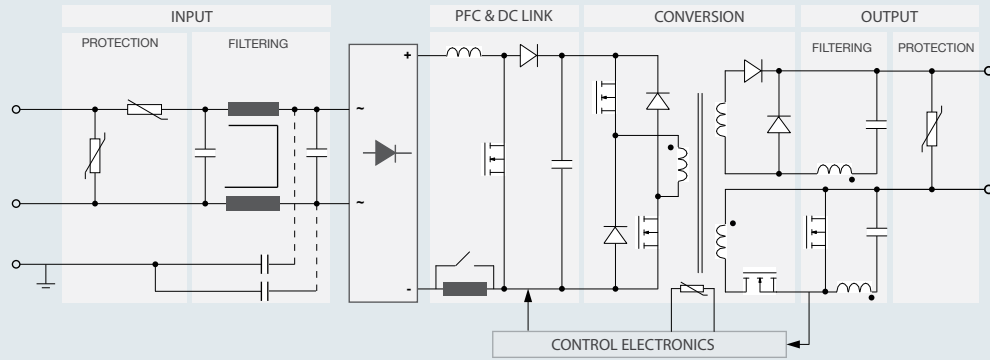 INPUT
PFC & DC LINK
CONVERSION
OUTPUT
PROTECTION
FILTERING
FILTERING
PROTECTION
+
~
~
-
CONTROL ELECTRONICS